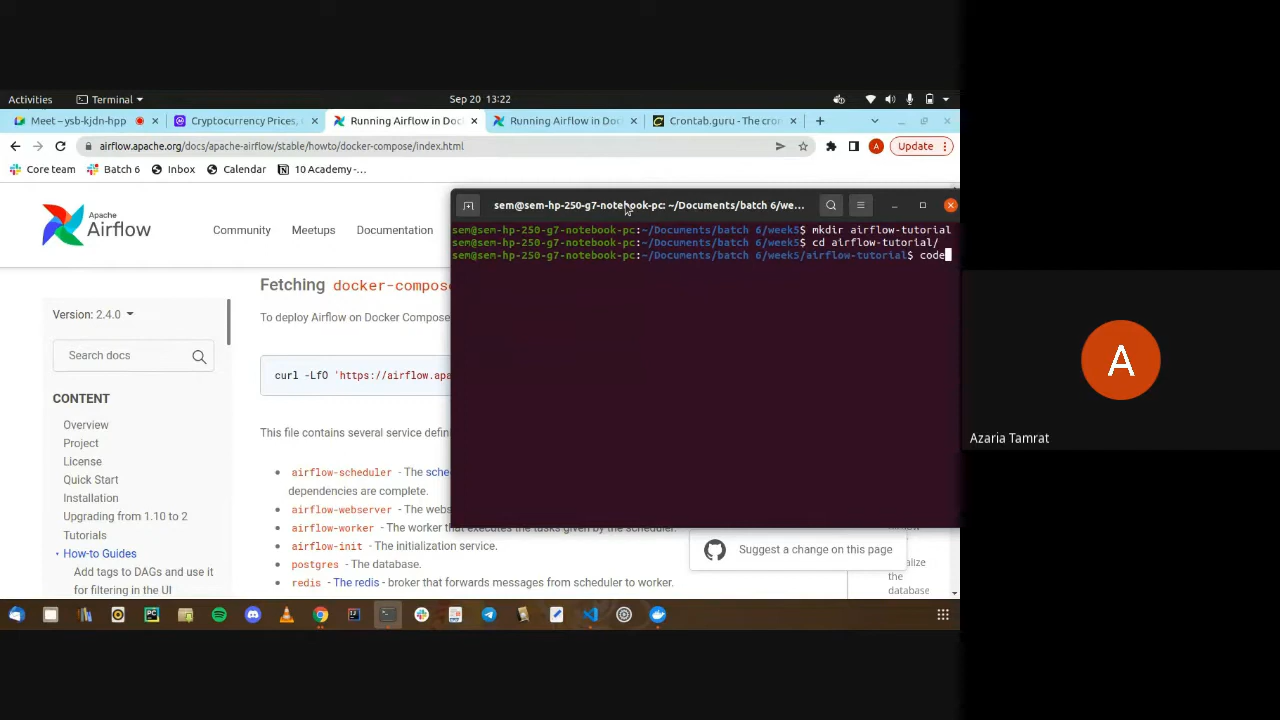 Activities
Terminal
Sep 20 13:22
Meet – ysb-kjdn-hpp
Cryptocurrency Prices,
Running Airflow in Doc
Running Airflow in Doc
Crontab.guru - The cron
airflow.apache.org/docs/apache-airflow/stable/howto/docker-compose/index.html
A
Update
Core team
Batch 6
Inbox
Calendar
10 Academy -...
Apache
Airflow
Community
Meetups
Documentation
sem@sem-hp-250-g7-notebook-pc: ~/Documents/batch 6/we...
sem@sem-hp-250-g7-notebook-pc:~/Documents/batch 6/week5$ mkdir airflow-tutorial
sem@sem-hp-250-g7-notebook-pc:~/Documents/batch 6/week5$ cd airflow-tutorial/
sem@sem-hp-250-g7-notebook-pc:~/Documents/batch 6/week5/airflow-tutorial$ code
Version: 2.4.0
Search docs
CONTENT
Overview
Project
License
Quick Start
Installation
Upgrading from 1.10 to 2
Tutorials
How-to Guides
Add tags to DAGs and use it
for filtering in the UI
Fetching docker-compos
To deploy Airflow on Docker Compose
curl -LfO 'https://airflow.apa
This file contains several service defin
airflow-scheduler - The sche
dependencies are complete.
airflow-webserver - The webs
airflow-worker - The worker that executes the tasks given by the scheduler.
airflow-init - The initialization service.
postgres - The database.
redis - The redis - broker that forwards messages from scheduler to worker.
Suggest a change on this page
the
database
A
Azaria Tamrat